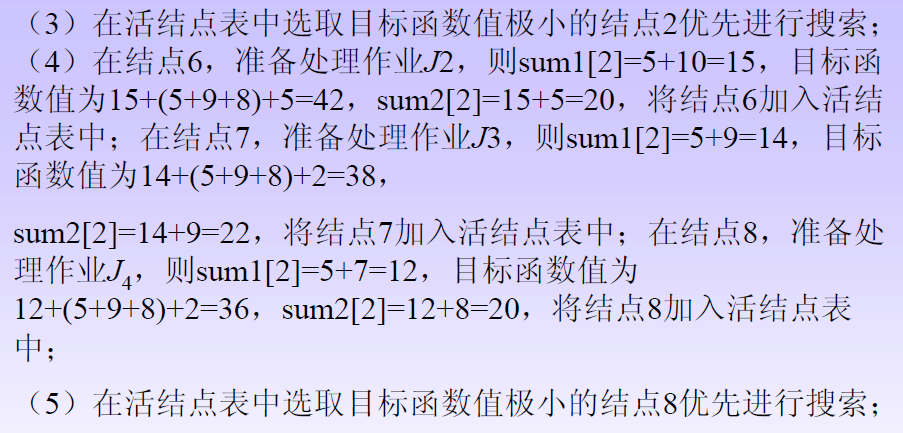 （3）在活结点表中选取目标函数值极小的结点2优先进行搜索；
（4）在结点6，准备处理作业J2，则sum1[2]=5+10=15，目标函
数值为15+(5+9+8)+5=42，sum2[2]=15+5=20，将结点6加入活结
点表中；在结点7，准备处理作业J3，则sum1[2]=5+9=14，目标
函数值为14+(5+9+8)+2=38，
sum2[2]=14+9=22，将结点7加入活结点表中；在结点8，准备处
理作业J4，则sum1[2]=5+7=12，目标函数值为
12+(5+9+8)+2=36，sum2[2]=12+8=20，将结点8加入活结点表
中；
（5）在活结点表中选取目标函数值极小的结点8优先进行搜索；